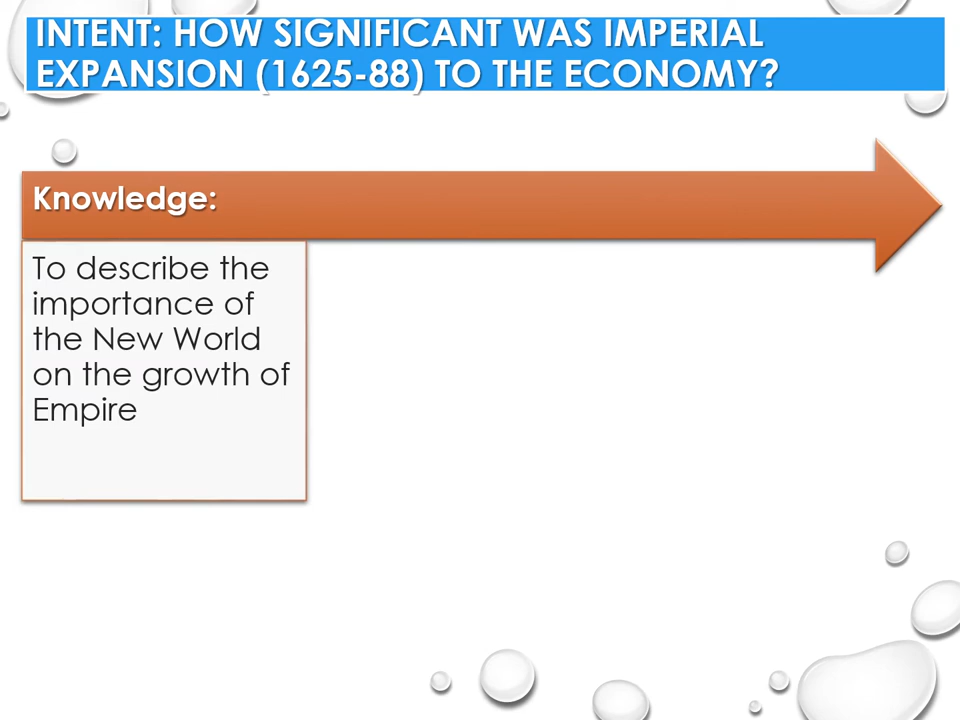 INTENT: HOW SIGNIFICANT WAS IMPERIAL
EXPANSION (1625-88) TO THE ECONOMY?
Knowledge:
To describe the
importance of
the New World
on the growth of
Empire